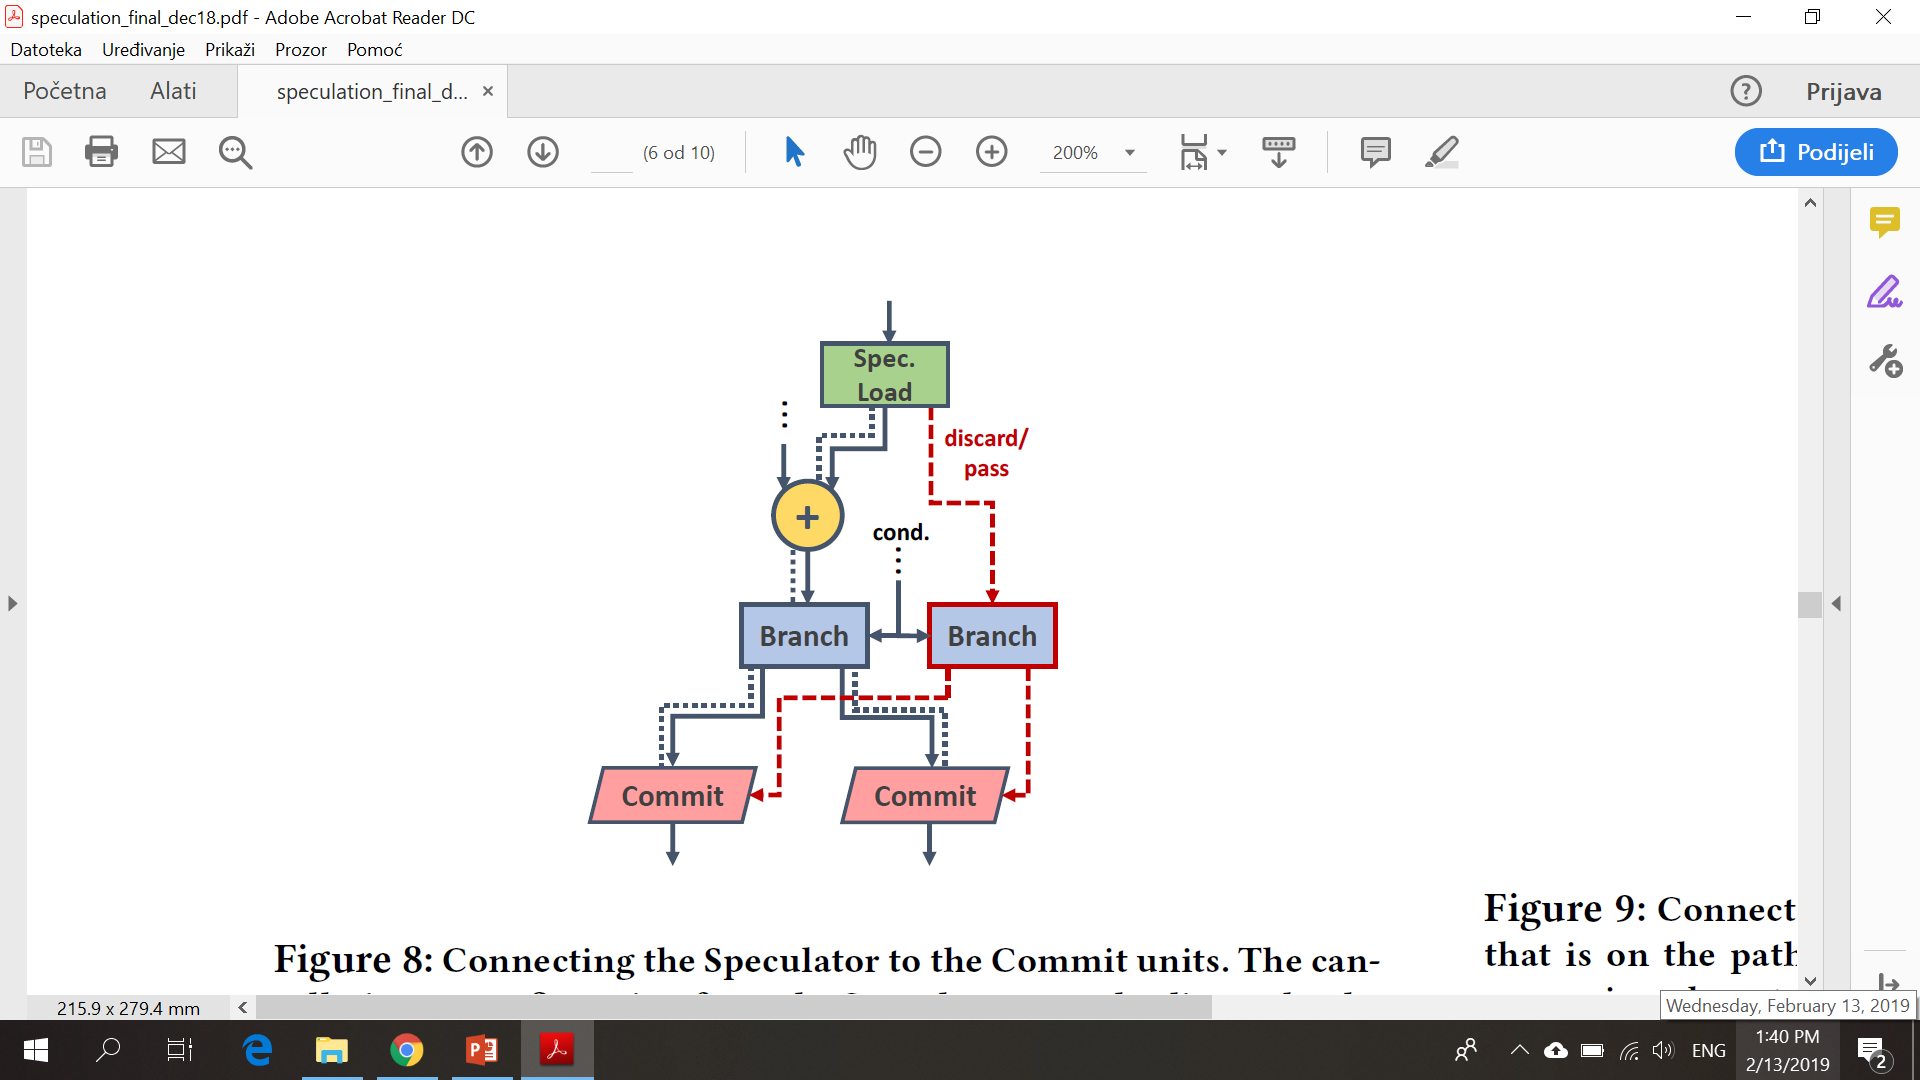 speculation_final_dec18.pdf - Adobe Acrobat Reader DC
Datoteka Uređivanje Prikaži Prozor Pomoć
Početna Alati speculation_final_d... ×
Prijava
(6 od 10) 200% Podijeli
Spec.
Load
discard/
pass
+
cond.
Branch Branch
Commit Commit
Figure 8: Connecting the Speculator to the Commit units. The can-
Figure 9: Connect
that is on the path
215.9 x 279.4 mm
Wednesday, February 13, 2019
ENG
1:40 PM
2/13/2019
2